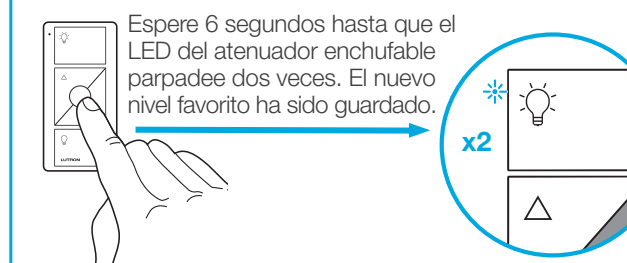 Espere 6 segundos hasta que el
LED del atenuador enchufable
parpadee dos veces. El nuevo
nivel favorito ha sido guardado.
x2
LUTRON